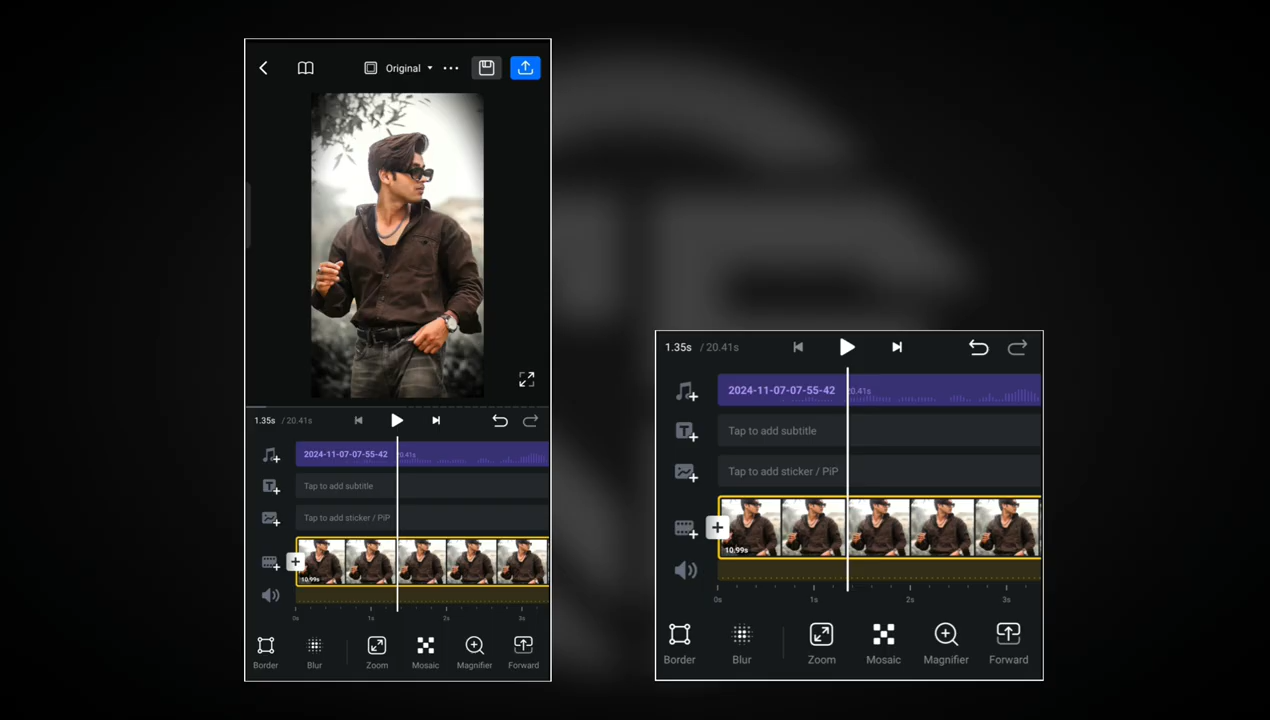 Original
1.35s / 20.41s
2024-11-07-07-55-42 20.41s
Tap to add subtitle
Tap to add sticker / PiP
10.99s
0s 1s 2s 3s
Border Blur Zoom Mosaic Magnifier Forward
1.35s / 20.41s
2024-11-07-07-55-42 20.41s
Tap to add subtitle
Tap to add sticker / PiP
10.99s
0s 1s 2s 3s
Border Blur Zoom Mosaic Magnifier Forward